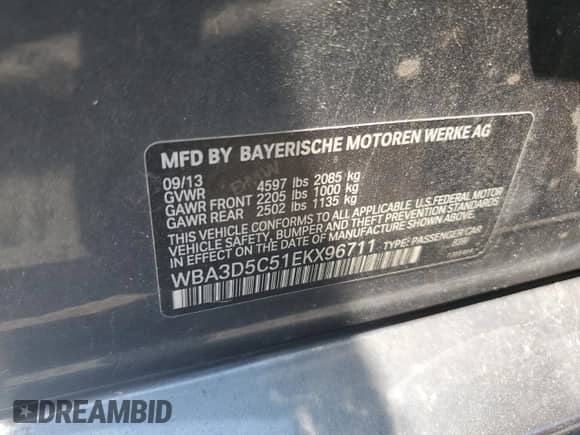 MFD BY BAYERISCHE MOTOREN WERKE AG
09/13
GVWR 4597 lbs 2085 kg
GAWR FRONT 2205 lbs 1000 kg
GAWR REAR 2502 lbs 1135 kg
THIS VEHICLE CONFORMS TO ALL APPLICABLE U.S. FEDERAL MOTOR
VEHICLE SAFETY, BUMPER AND THEFT PREVENTION STANDARDS
IN EFFECT ON THE DATE OF MANUFACTURE SHOWN ABOVE.
WBA3D5C51EKX96711 TYPE: PASSENGER CAR
DREAMBID